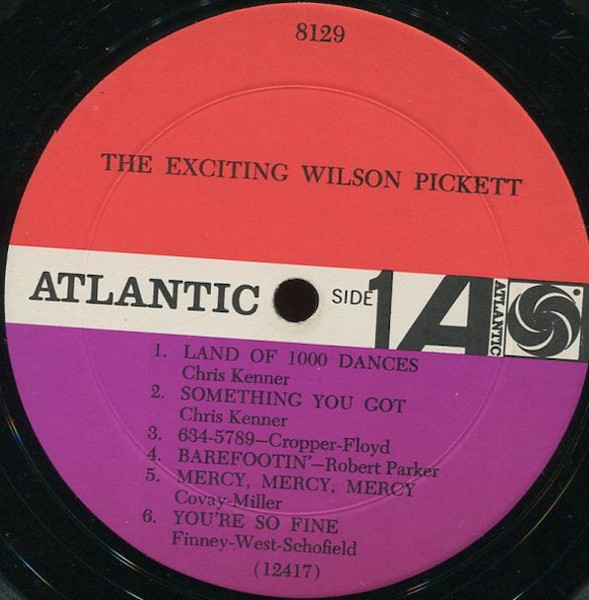 8129
THE EXCITING WILSON PICKETT
ATLANTIC SIDE 1A ATLANTIC
1. LAND OF 1000 DANCES
Chris Kenner
2. SOMETHING YOU GOT
Chris Kenner
3. 634-5789—Cropper-Floyd
4. BAREFOOTIN'—Robert Parker
5. MERCY, MERCY, MERCY
Covay-Miller
6. YOU'RE SO FINE
Finney-West-Schofield
(12417)